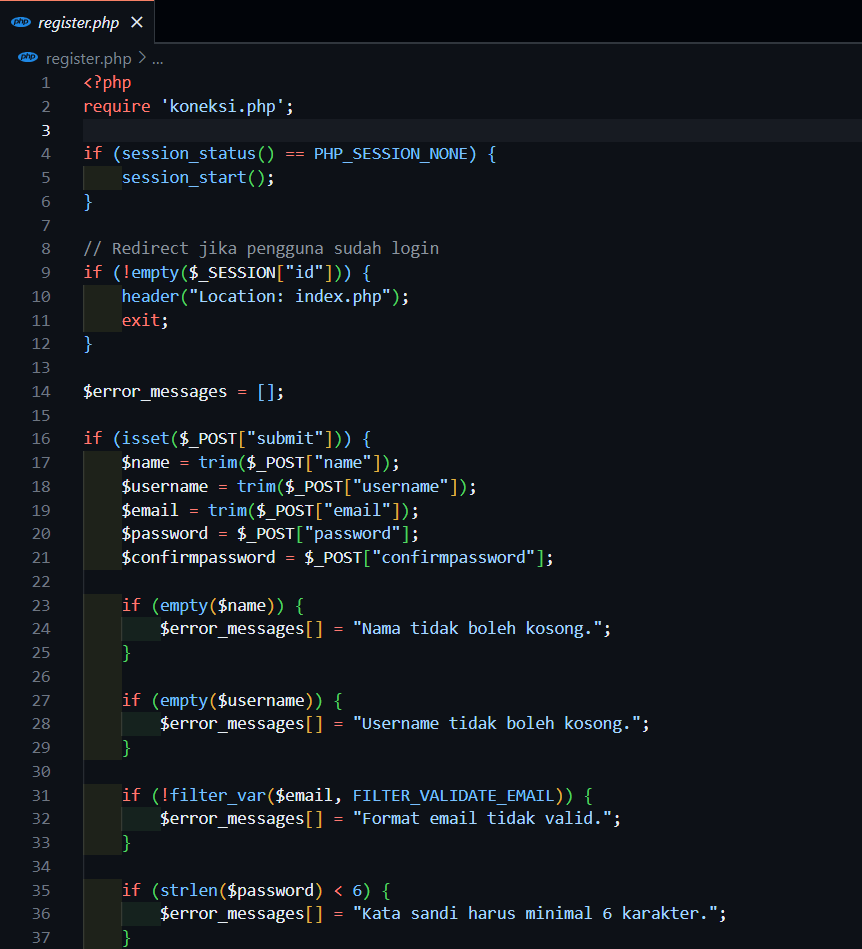 php register.php ×
php register.php > ...
1 <?php
2 require 'koneksi.php';
3
4 if (session_status() == PHP_SESSION_NONE) {
5     session_start();
6 }
7
8 // Redirect jika pengguna sudah login
9 if (!empty($_SESSION["id"])) {
10     header("Location: index.php");
11     exit;
12 }
13
14 $error_messages = [];
15
16 if (isset($_POST["submit"])) {
17     $name = trim($_POST["name"]);
18     $username = trim($_POST["username"]);
19     $email = trim($_POST["email"]);
20     $password = $_POST["password"];
21     $confirmpassword = $_POST["confirmpassword"];
22
23     if (empty($name)) {
24         $error_messages[] = "Nama tidak boleh kosong.";
25     }
26
27     if (empty($username)) {
28         $error_messages[] = "Username tidak boleh kosong.";
29     }
30
31     if (!filter_var($email, FILTER_VALIDATE_EMAIL)) {
32         $error_messages[] = "Format email tidak valid.";
33     }
34
35     if (strlen($password) < 6) {
36         $error_messages[] = "Kata sandi harus minimal 6 karakter.";
37     }